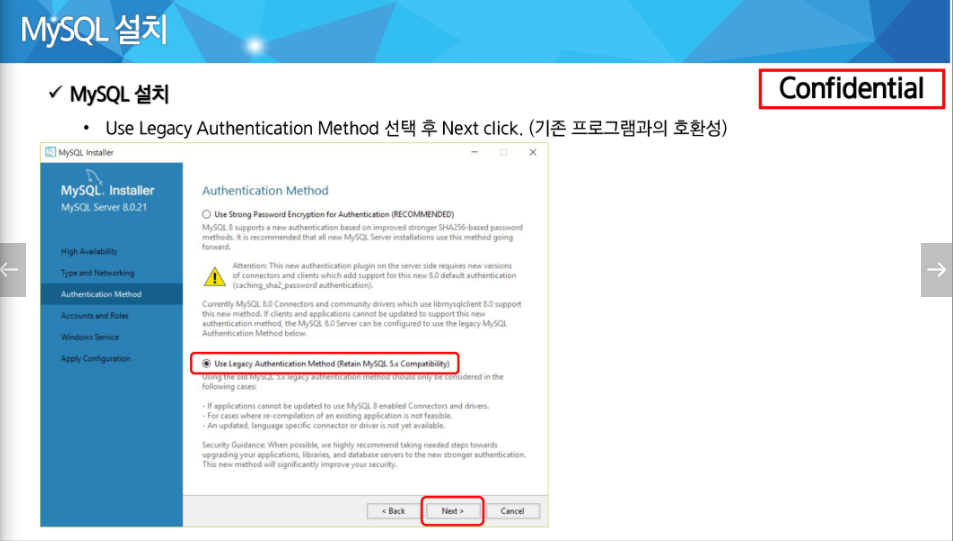 MySQL 설치
Confidential
✓ MySQL 설치
• Use Legacy Authentication Method 선택 후 Next click. (기존 프로그램과의 호환성)
MySQL Installer
MySQL. Installer
MySQL Server 8.0.21
High Availability
Type and Networking
Authentication Method
Accounts and Roles
Windows Service
Apply Configuration
Authentication Method
Use Strong Password Encryption for Authentication (RECOMMENDED)
MySQL 8 supports a new authentication based on improved stronger SHA256-based password
methods. It is recommended that all new MySQL Server installations use this method going
forward.
Attention: This new authentication plugin on the server side requires new versions
of connectors and clients which add support for this new 8.0 default authentication
(caching_sha2_password authentication).
Currently MySQL 8.0 Connectors and community drivers which use libmysqlclient 8.0 support
this new method. If clients and applications cannot be updated to support this new
authentication method, the MySQL 8.0 Server can be configured to use the legacy MySQL
Authentication Method below.
Use Legacy Authentication Method (Retain MySQL 5.x Compatibility)
Using the old MySQL 5.x legacy authentication method should only be considered in the
following cases:
- If applications cannot be updated to use MySQL 8 enabled Connectors and drivers.
- For cases where re-compilation of an existing application is not feasible.
- An updated, language specific connector or driver is not yet available.
Security Guidance: When possible, we highly recommend taking needed steps towards
upgrading your applications, libraries, and database servers to the new stronger authentication.
This new method will significantly improve your security.
< Back
Next >
Cancel